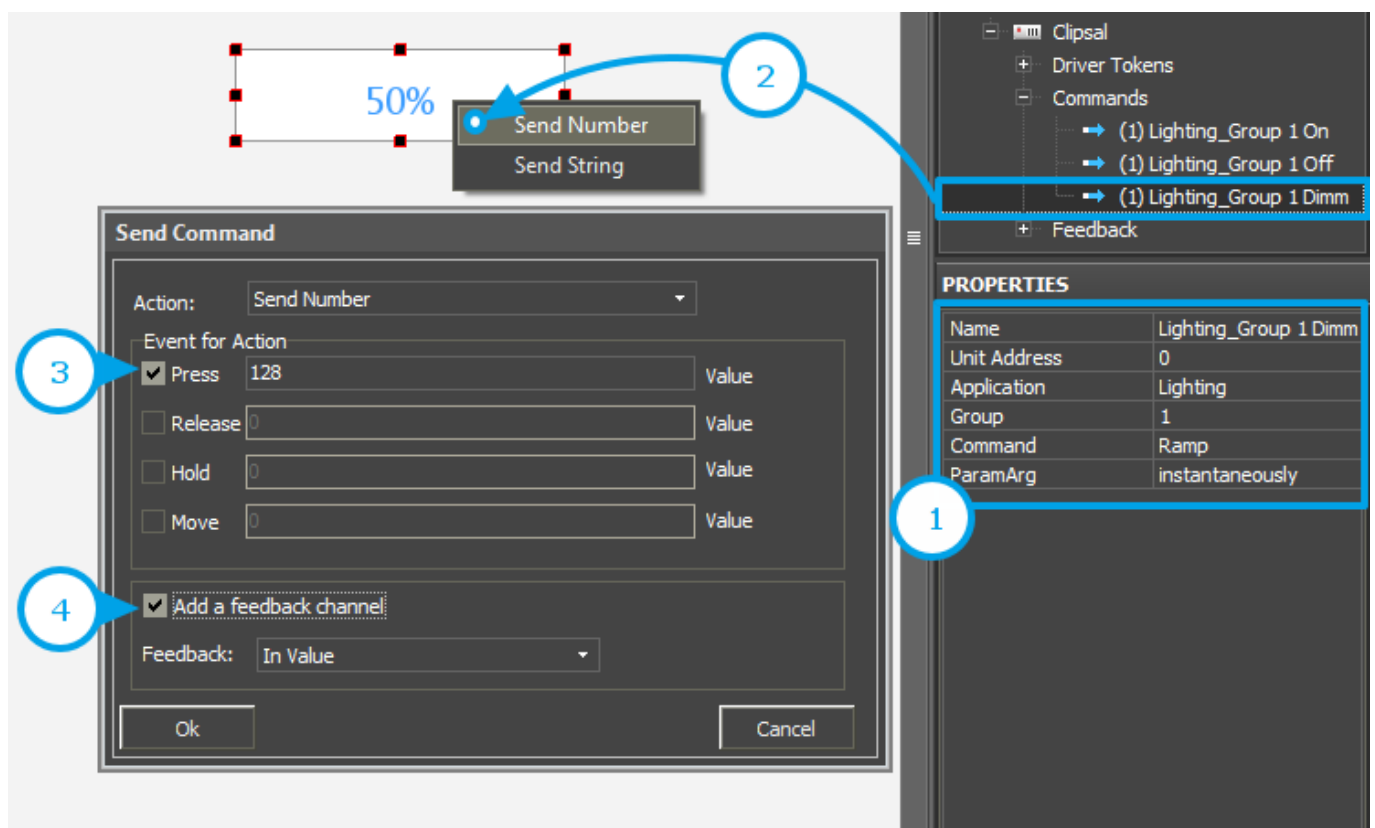 50%
2
Send Number
Send String
Clipsal
Driver Tokens
Commands
(1) Lighting_Group 1 On
(1) Lighting_Group 1 Off
(1) Lighting_Group 1 Dimm
Feedback
Send Command
Action: Send Number
Event for Action
3
Press 128 Value
Release 0 Value
Hold 0 Value
Move 0 Value
4
Add a feedback channel
Feedback: In Value
Ok Cancel
PROPERTIES
Name Lighting_Group 1 Dimm
Unit Address 0
Application Lighting
Group 1
Command Ramp
ParamArg instantaneously
1